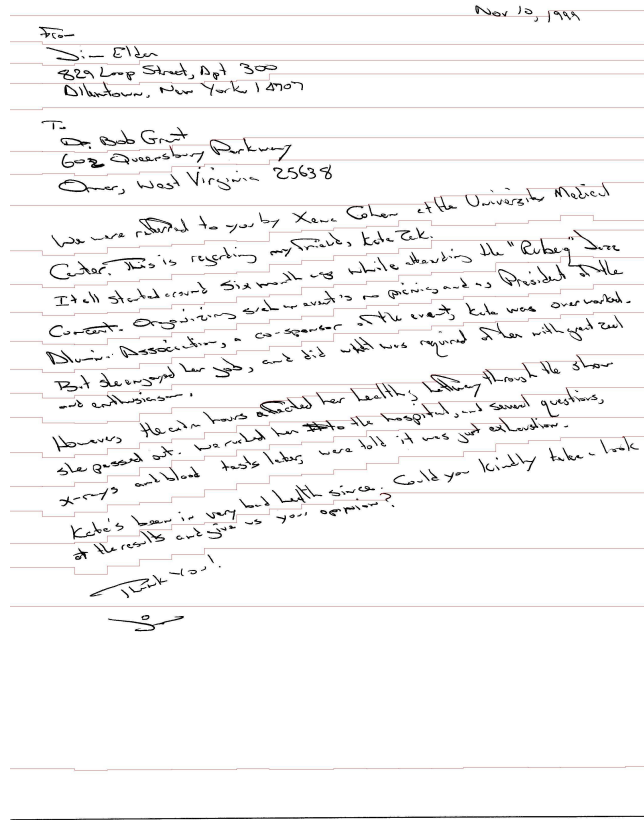 Nov 10, 1999
From
Jim Elder
829 Loop Street, Apt 300
Allentown, New York 14707
To
Dr. Bob Grant
602 Queensbury Parkway
Omar, West Virginia 25638
We were referred to you by Xena Cohen at the University Medical
Center. This is regarding my friend, Kate Zek.
It all started around six months ago while attending the "Rubeq" Jazz
Concert. Organizing such an event is no picnic, and as President of the
Alumni Association, a co-sponsor of the event, Kate was overworked.
But she enjoyed her job, and did what was required of her with great zeal
and enthusiasm.
However, the extra hours affected her health; halfway through the show
she passed out. We rushed her to the hospital, and several questions,
x-rays and blood tests later, were told it was just exhaustion.
Kate's been in very bad health since. Could you kindly take a look
at the results and give us your opinion?
Thank you!
Jim